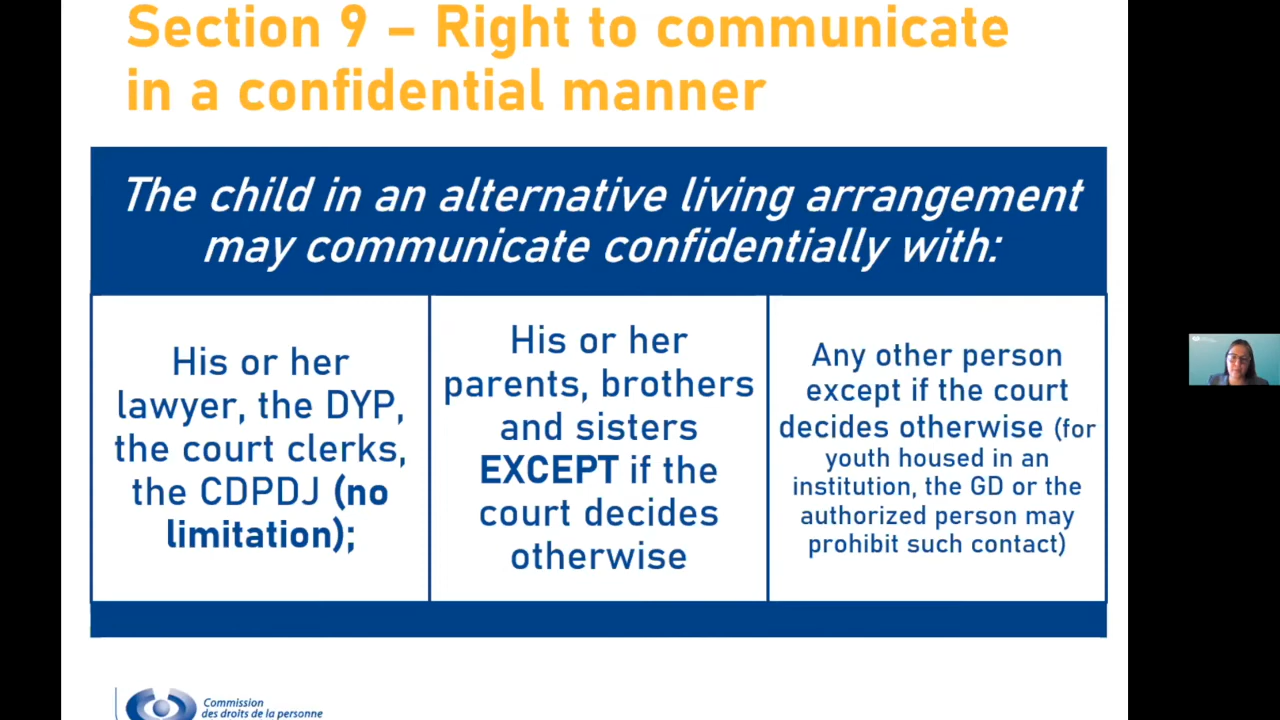 Section 9 – Right to communicate
in a confidential manner
The child in an alternative living arrangement
may communicate confidentially with:
His or her
lawyer, the DYP,
the court clerks,
the CDPDJ (no
limitation);
His or her
parents, brothers
and sisters
EXCEPT if the
court decides
otherwise
Any other person
except if the court
decides otherwise (for
youth housed in an
institution, the GD or the
authorized person may
prohibit such contact)
Commission
des droits de la personne